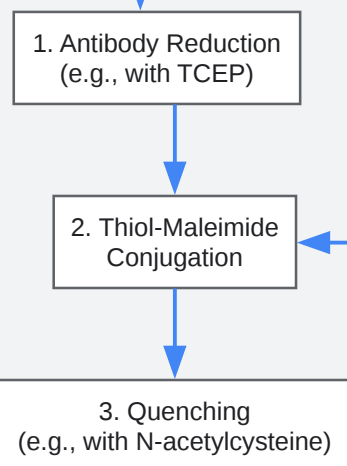 1. Antibody Reduction
(e.g., with TCEP)
2. Thiol-Maleimide
Conjugation
3. Quenching
(e.g., with N-acetylcysteine)